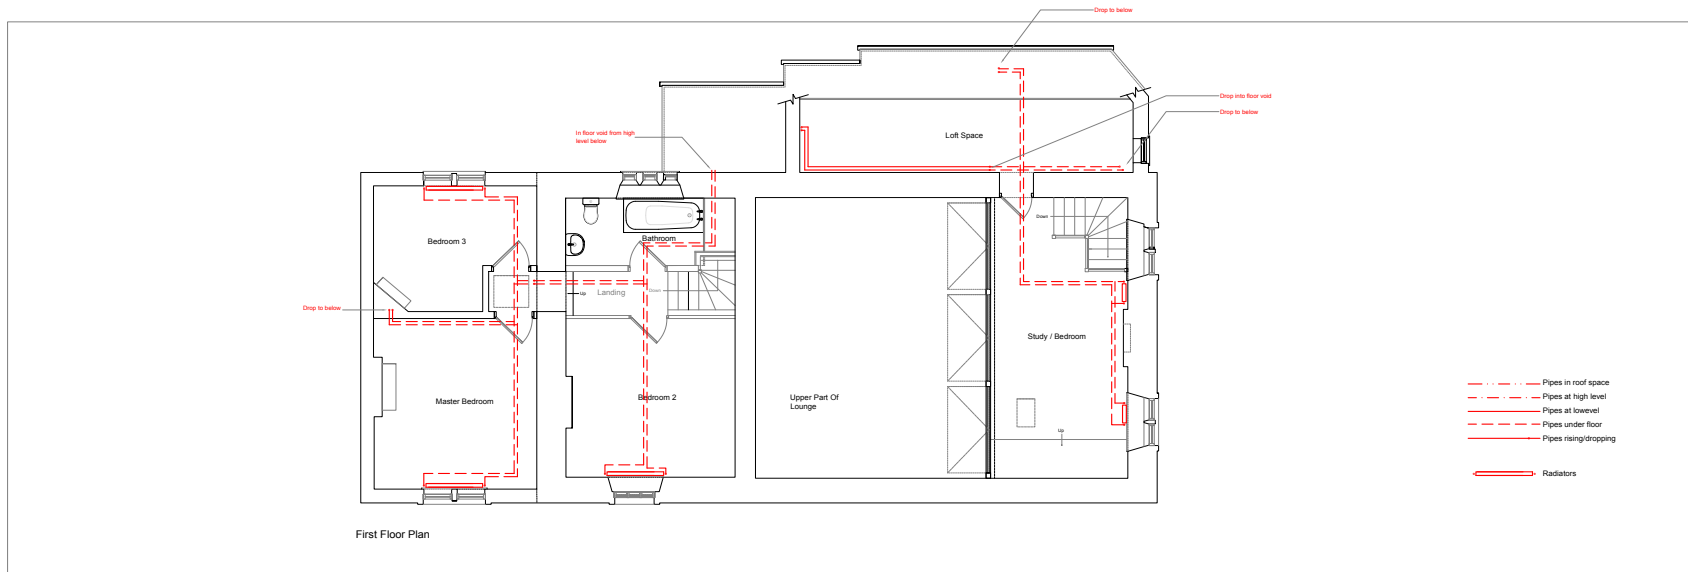 Drop to below
Drop into floor void
Drop to below
In floor void from high
level below
Loft Space
Down
Bedroom 3
Bathroom
Up
Landing
Down
Drop to below
Study / Bedroom
Master Bedroom
Bedroom 2
Upper Part Of
Lounge
Up
Pipes in roof space
Pipes at high level
Pipes at lowevel
Pipes under floor
Pipes rising/dropping
Radiators
First Floor Plan